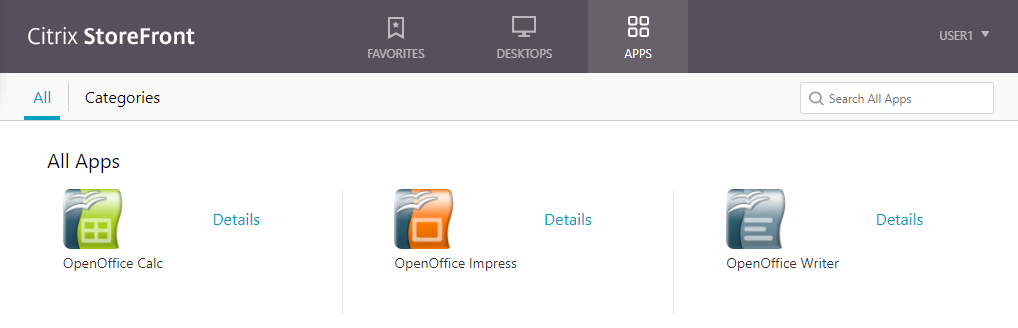 Citrix StoreFront
FAVORITES
DESKTOPS
APPS
USER1
All
Categories
Search All Apps
All Apps
Details
Details
Details
OpenOffice Calc
OpenOffice Impress
OpenOffice Writer